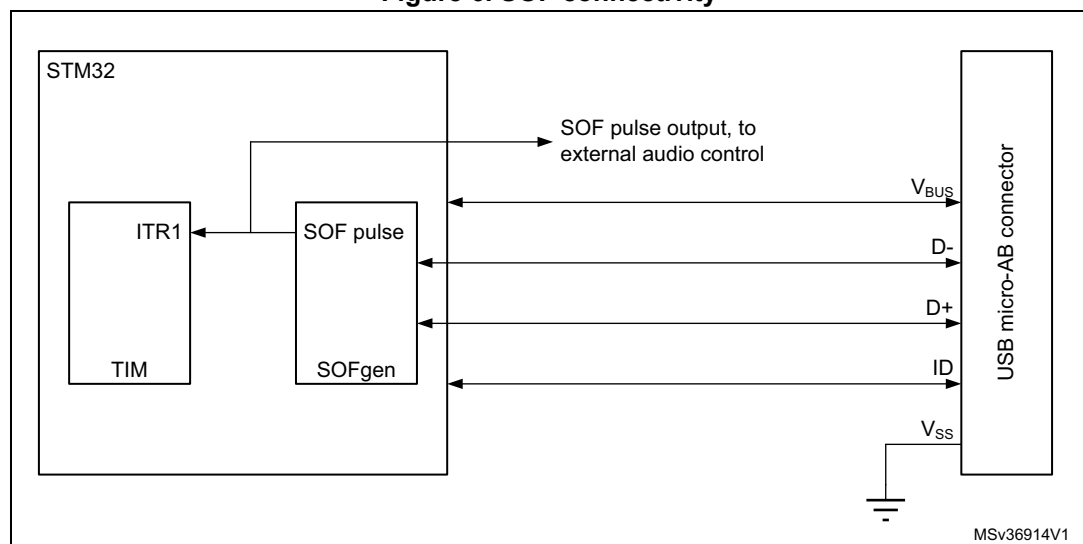 STM32
SOF pulse output, to
external audio control
VBUS
ITR1
SOF pulse
D-
D+
TIM
SOFgen
ID
VSS
USB micro-AB connector
MSv36914V1